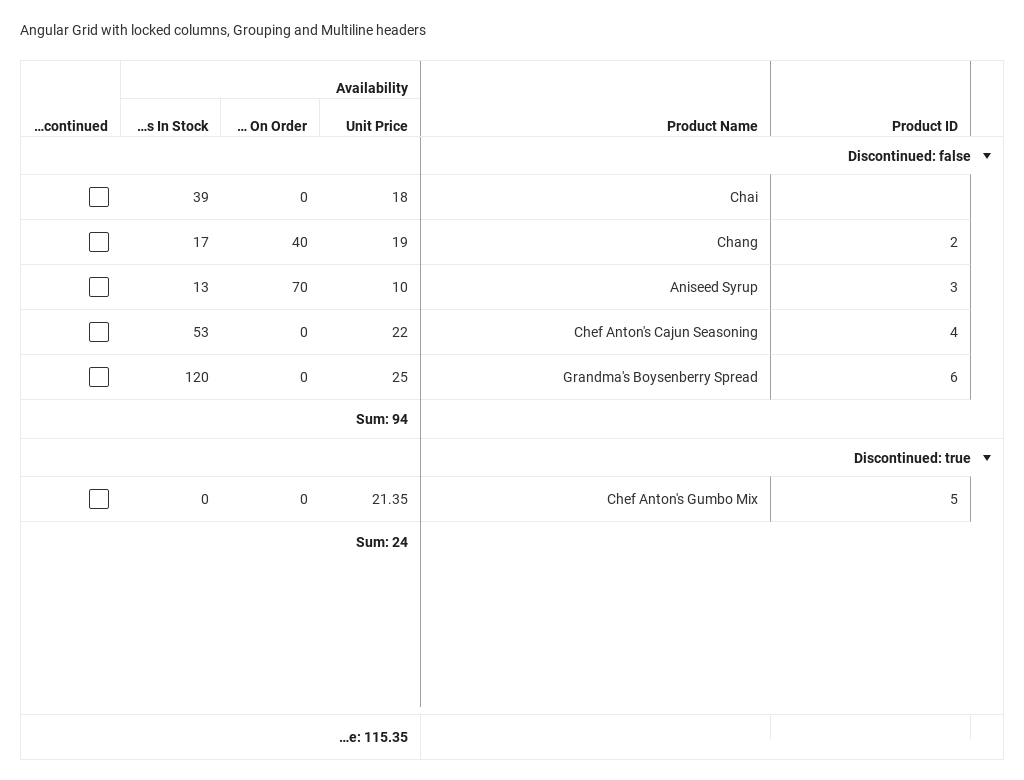 Angular Grid with locked columns, Grouping and Multiline headers
Availability
...continued ...s In Stock ... On Order Unit Price Product Name Product ID
Discontinued: false
39 0 18 Chai
17 40 19 Chang 2
13 70 10 Aniseed Syrup 3
53 0 22 Chef Anton's Cajun Seasoning 4
120 0 25 Grandma's Boysenberry Spread 6
Sum: 94
Discontinued: true
0 0 21.35 Chef Anton's Gumbo Mix 5
Sum: 24
...e: 115.35